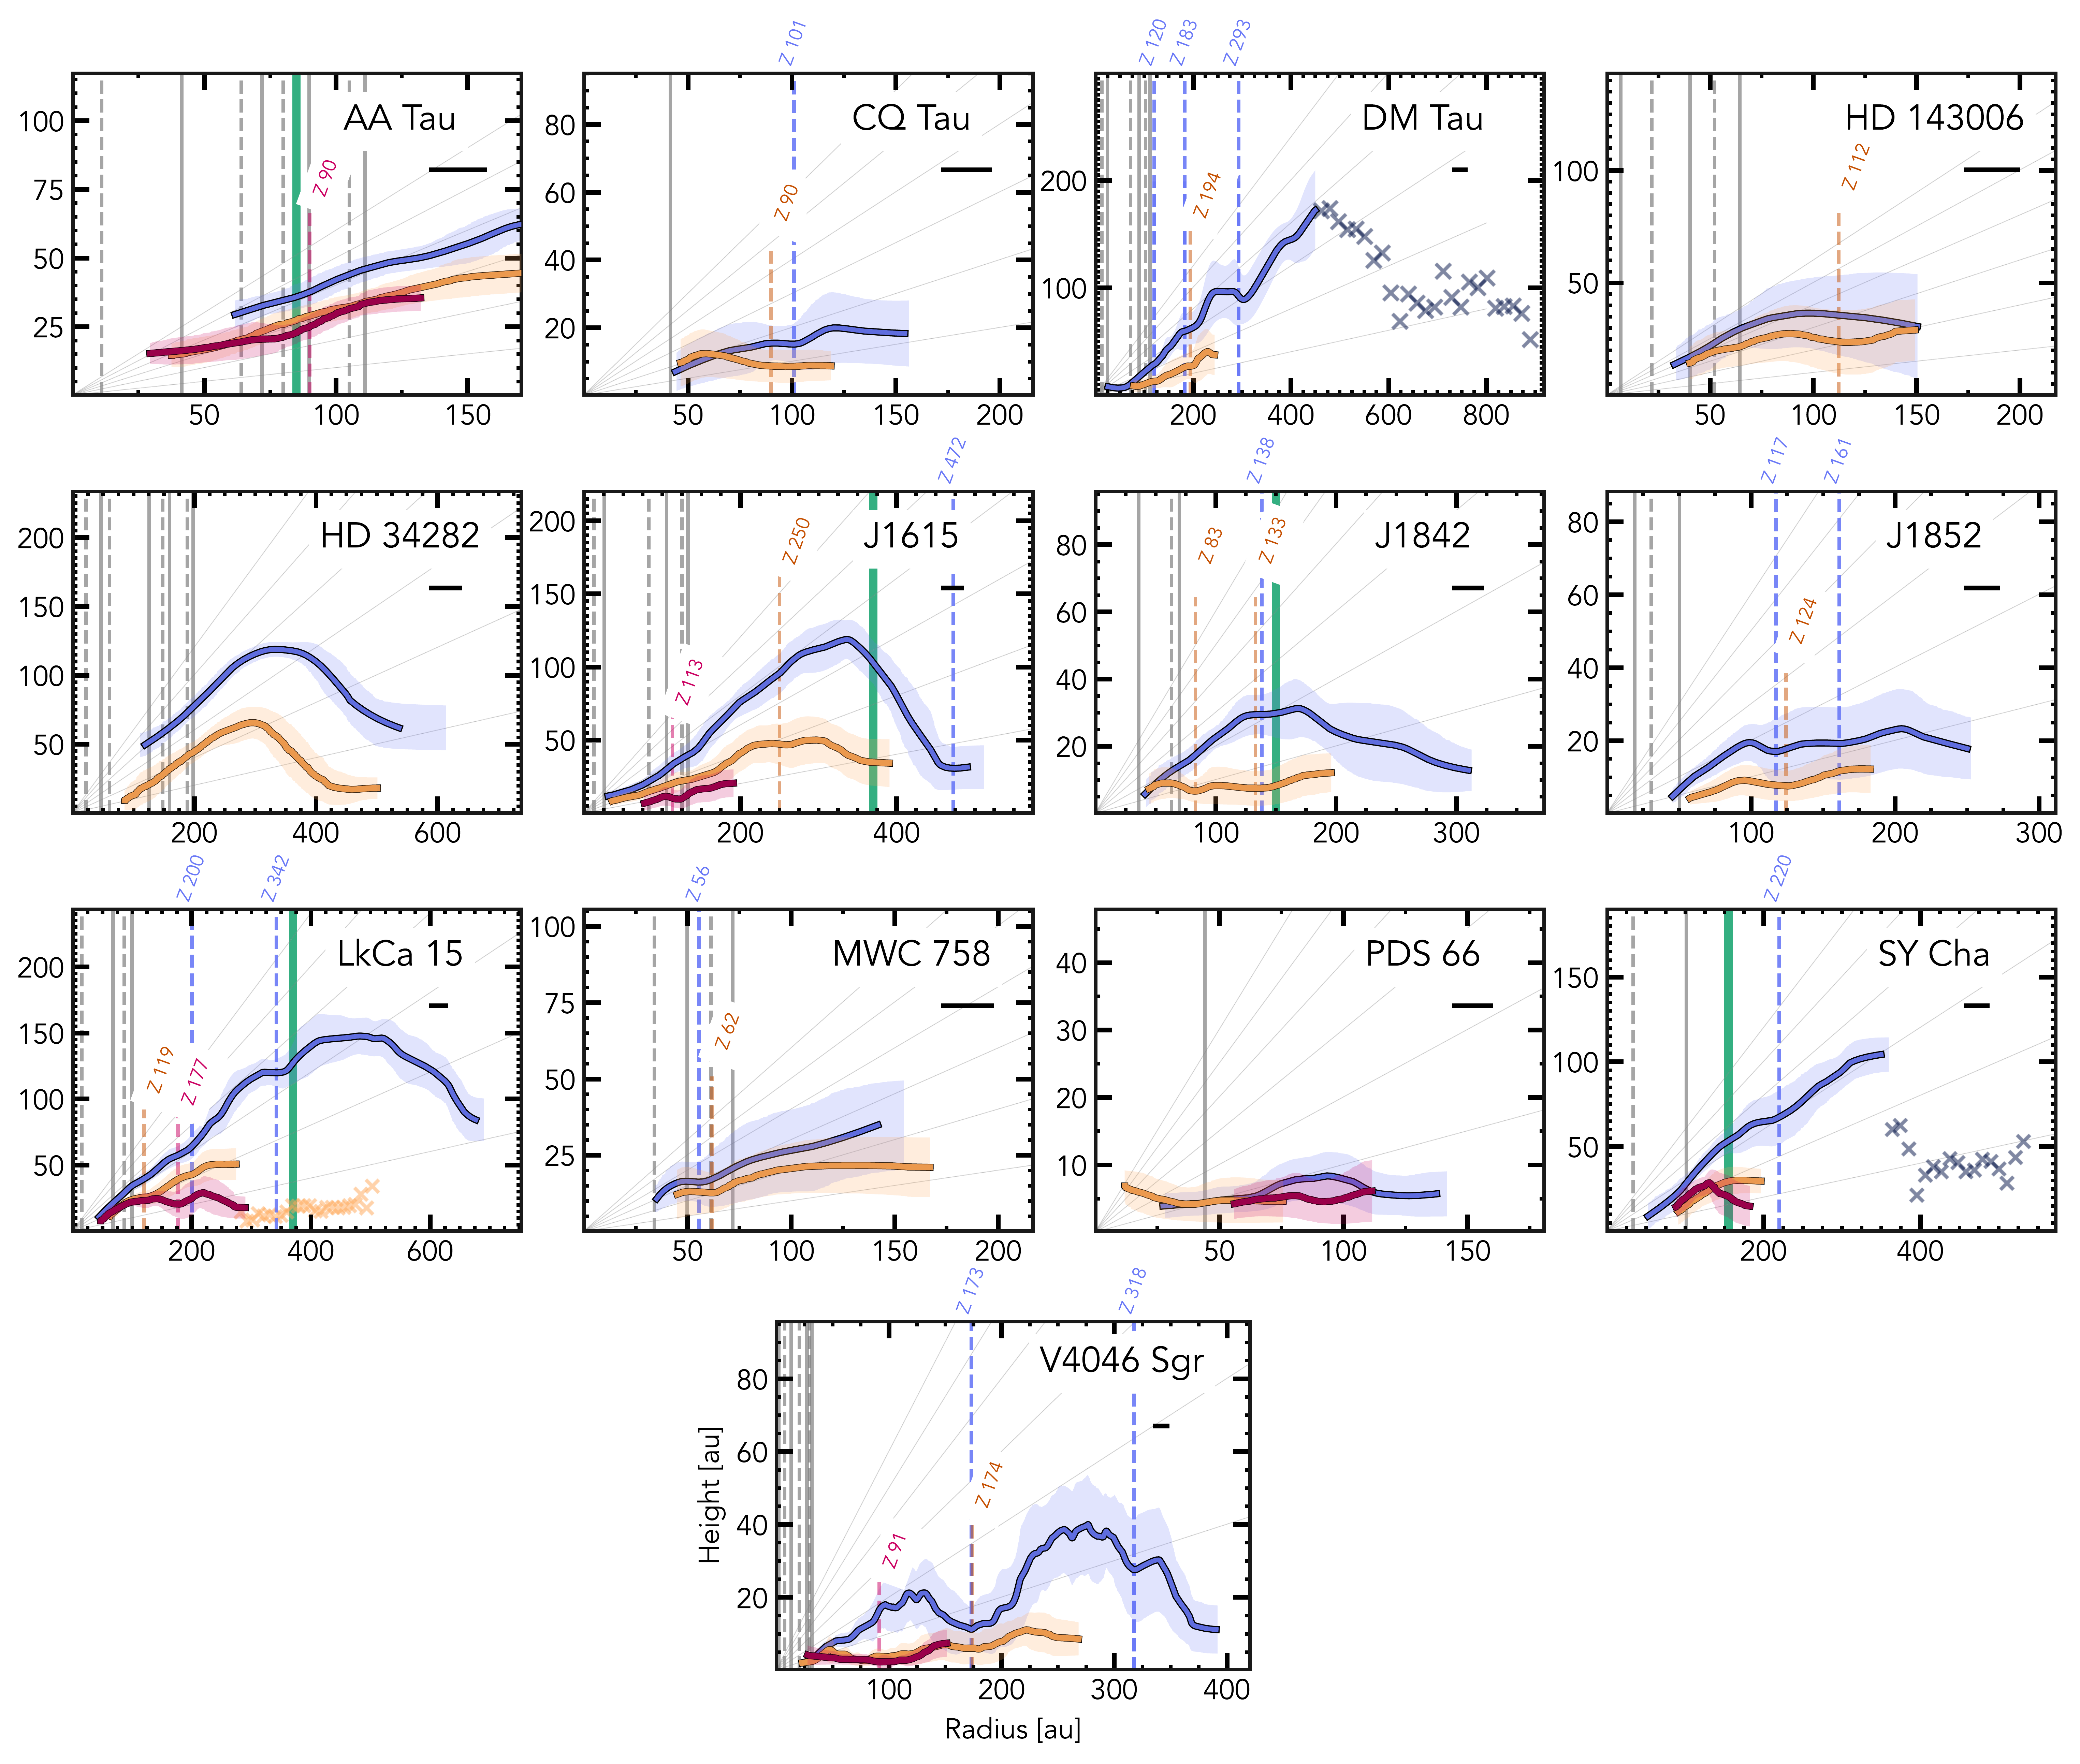 Z 101
Z 120
Z 183
Z 293
AA Tau
Z 90
100
75
50
25
50
100
150
CQ Tau
Z 90
80
60
40
20
50
100
150
200
DM Tau
Z 194
200
100
200
400
600
800
HD 143006
Z 112
100
50
50
100
150
200
Z 472
Z 138
Z 117
Z 161
HD 34282
200
150
100
50
200
400
600
J1615
Z 250
Z 113
200
150
100
50
200
400
J1842
Z 83
Z 133
80
60
40
20
100
200
300
J1852
Z 124
80
60
40
20
100
200
300
Z 200
Z 342
Z 56
Z 220
LkCa 15
Z 119
Z 177
200
150
100
50
200
400
600
MWC 758
Z 62
100
75
50
25
50
100
150
200
PDS 66
40
30
20
10
50
100
150
SY Cha
150
100
50
200
400
Z 173
Z 318
V4046 Sgr
Z 174
Z 91
80
60
40
20
Height [au]
100
200
300
400
Radius [au]